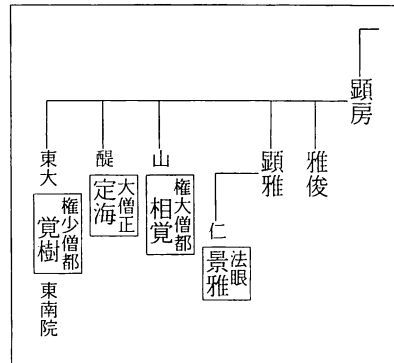 顕房
雅俊
顕雅
仁
法眼
景雅
山
権大僧都
相覚
醍
大僧正
定海
東大
権少僧都
覚樹
東南院